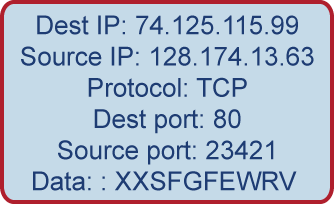 Dest IP: 74.125.115.99
Source IP: 128.174.13.63
Protocol: TCP
Dest port: 80
Source port: 23421
Data: : XXSFGFEWRV